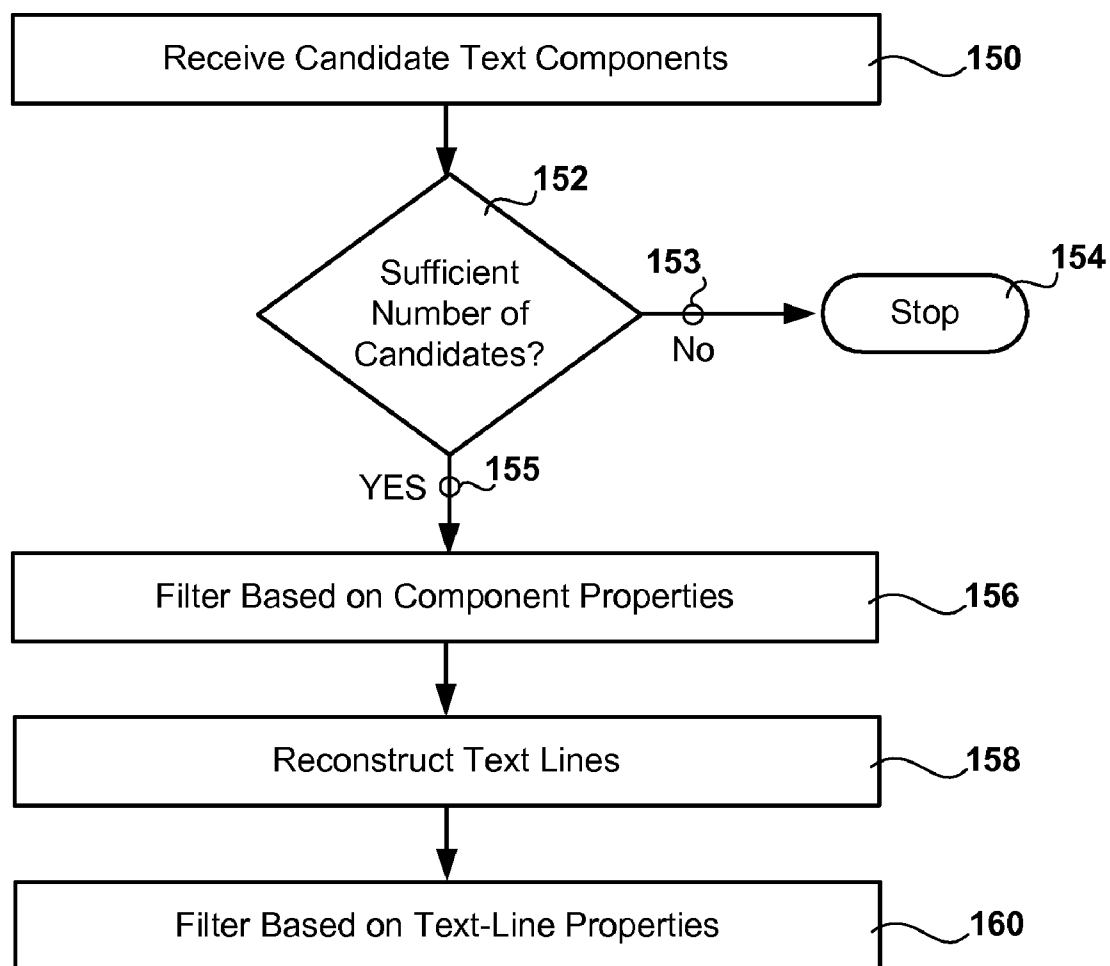 Receive Candidate Text Components
150
152
Sufficient
Number of
Candidates?
153
No
154
Stop
YES
155
Filter Based on Component Properties
156
Reconstruct Text Lines
158
Filter Based on Text-Line Properties
160